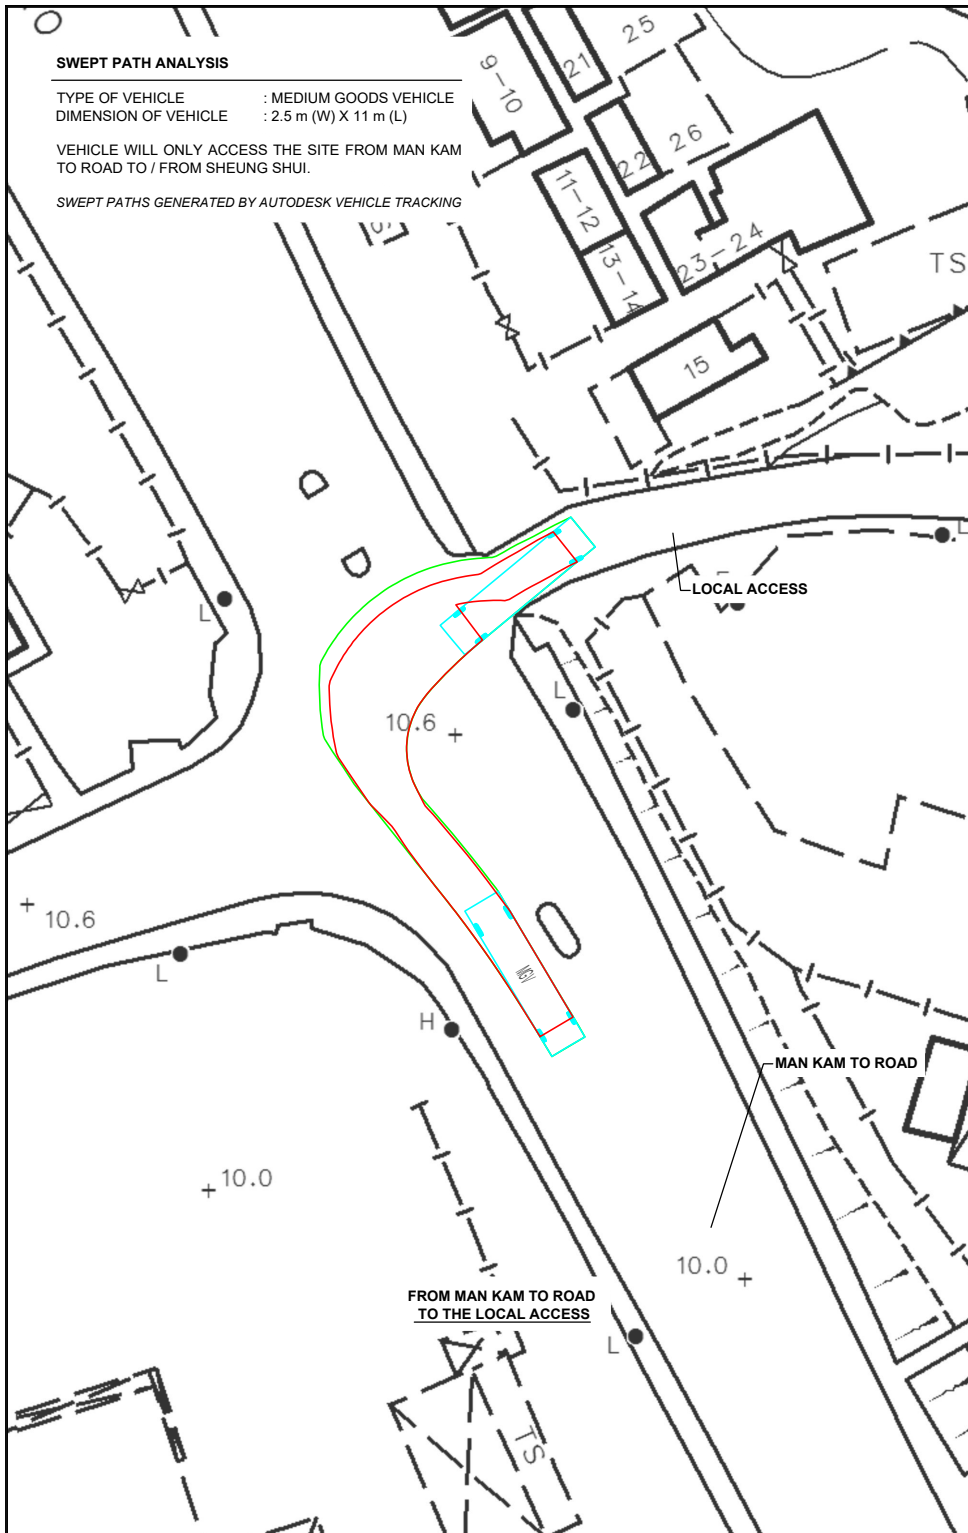 SWEPT PATH ANALYSIS
TYPE OF VEHICLE : MEDIUM GOODS VEHICLE
DIMENSION OF VEHICLE : 2.5 m (W) X 11 m (L)
VEHICLE WILL ONLY ACCESS THE SITE FROM MAN KAM
TO ROAD TO / FROM SHEUNG SHUI.
SWEPT PATHS GENERATED BY AUTODESK VEHICLE TRACKING
25
21
9-10
26
22
11-12
23-24
13-14
TS
15
L
L
LOCAL ACCESS
L
10.6
10.6
L
MGV
H
MAN KAM TO ROAD
10.0
10.0
FROM MAN KAM TO ROAD
TO THE LOCAL ACCESS
L
TS